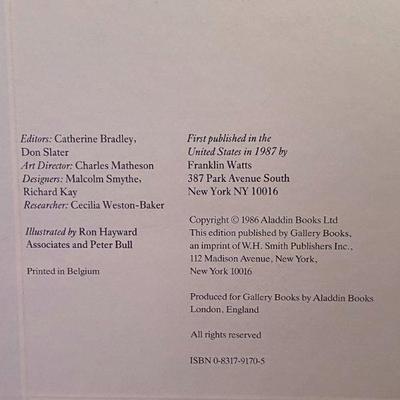 Editors: Catherine Bradley,
Don Slater
Art Director: Charles Matheson
Designers: Malcolm Smythe,
Richard Kay
Researcher: Cecilia Weston-Baker
Illustrated by Ron Hayward
Associates and Peter Bull
Printed in Belgium
First published in the
United States in 1987 by
Franklin Watts
387 Park Avenue South
New York NY 10016
Copyright © 1986 Aladdin Books Ltd
This edition published by Gallery Books,
an imprint of W.H. Smith Publishers Inc.,
112 Madison Avenue, New York,
New York 10016
Produced for Gallery Books by Aladdin Books
London, England
All rights reserved
ISBN 0-8317-9170-5